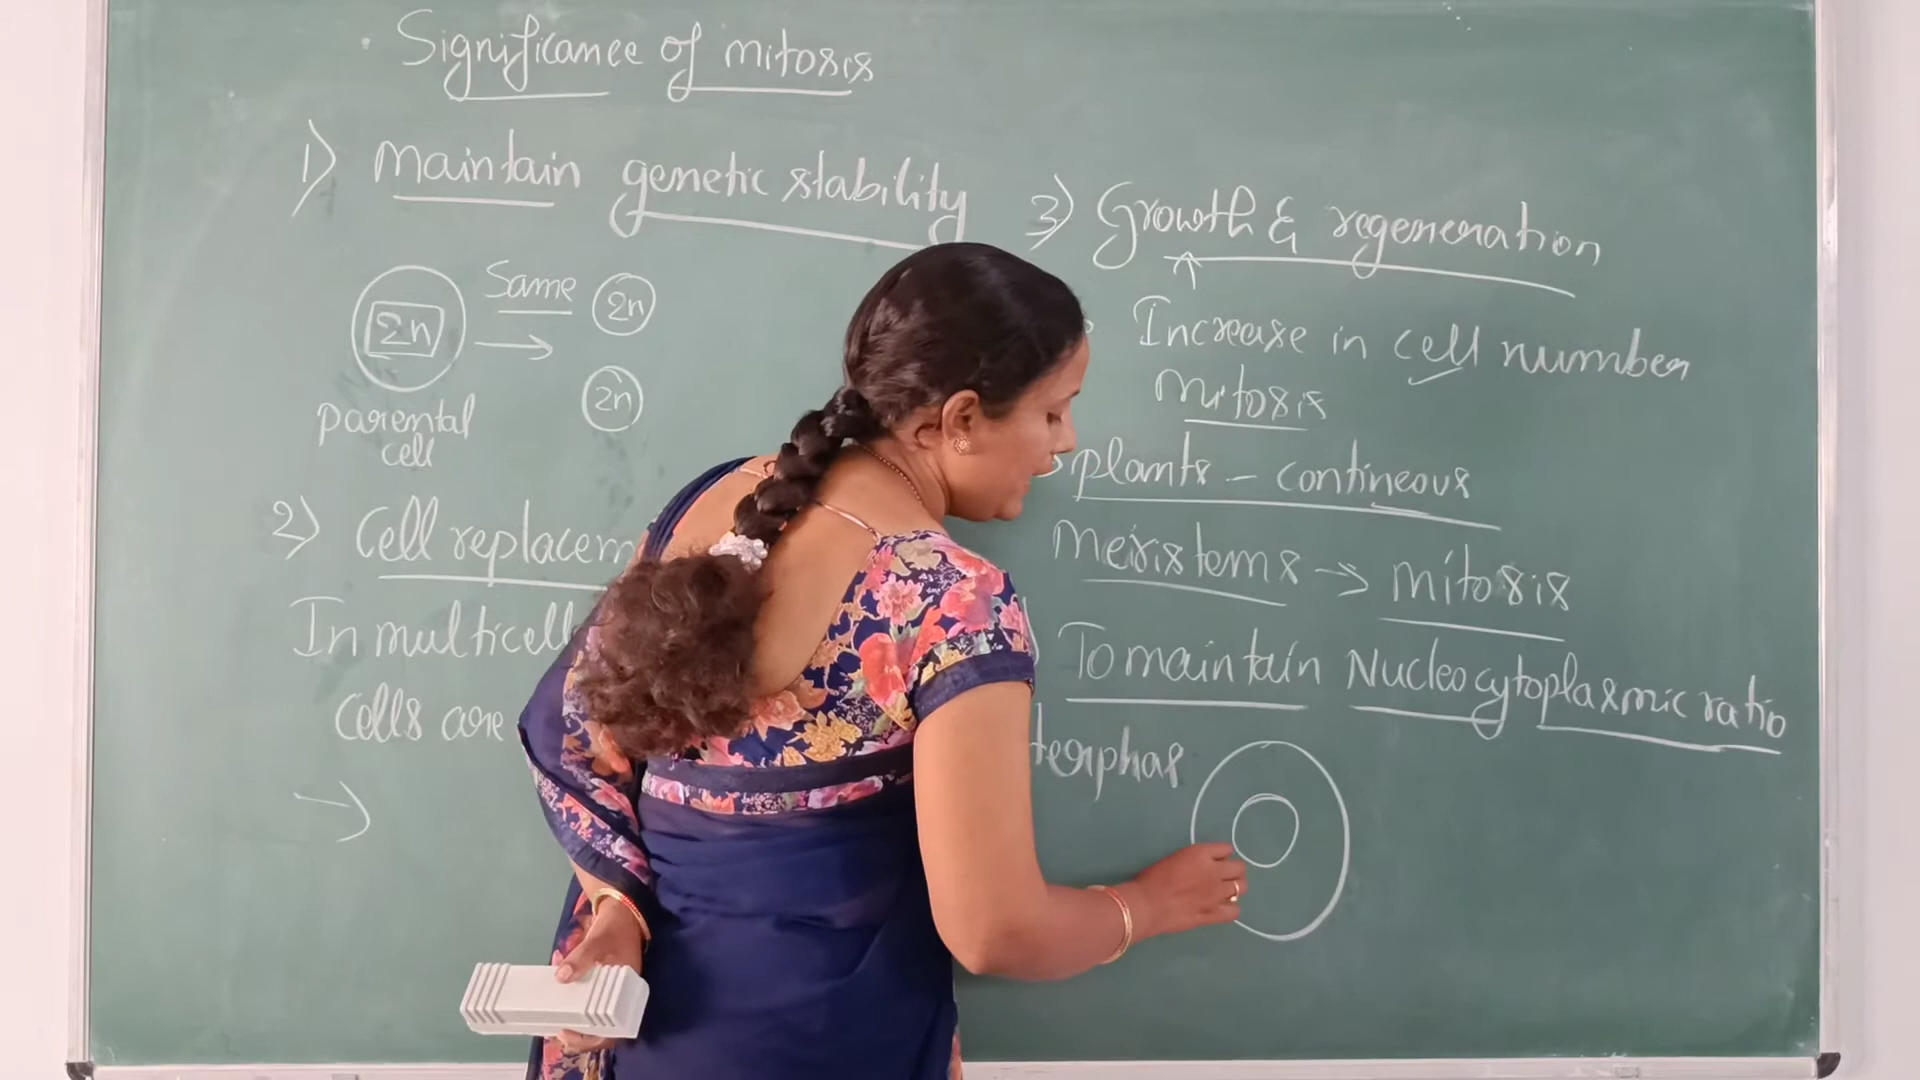 Significance of mitosis
1) Maintain genetic stability
Same
2n
2n
2n
parental
cell
2) Cell replacem
In multicell
cells are
3) Growth & regeneration
Increase in cell number
mitosis
plants - contineous
Meristems → mitosis
To maintain Nucleocytoplasmic ratio
terphas